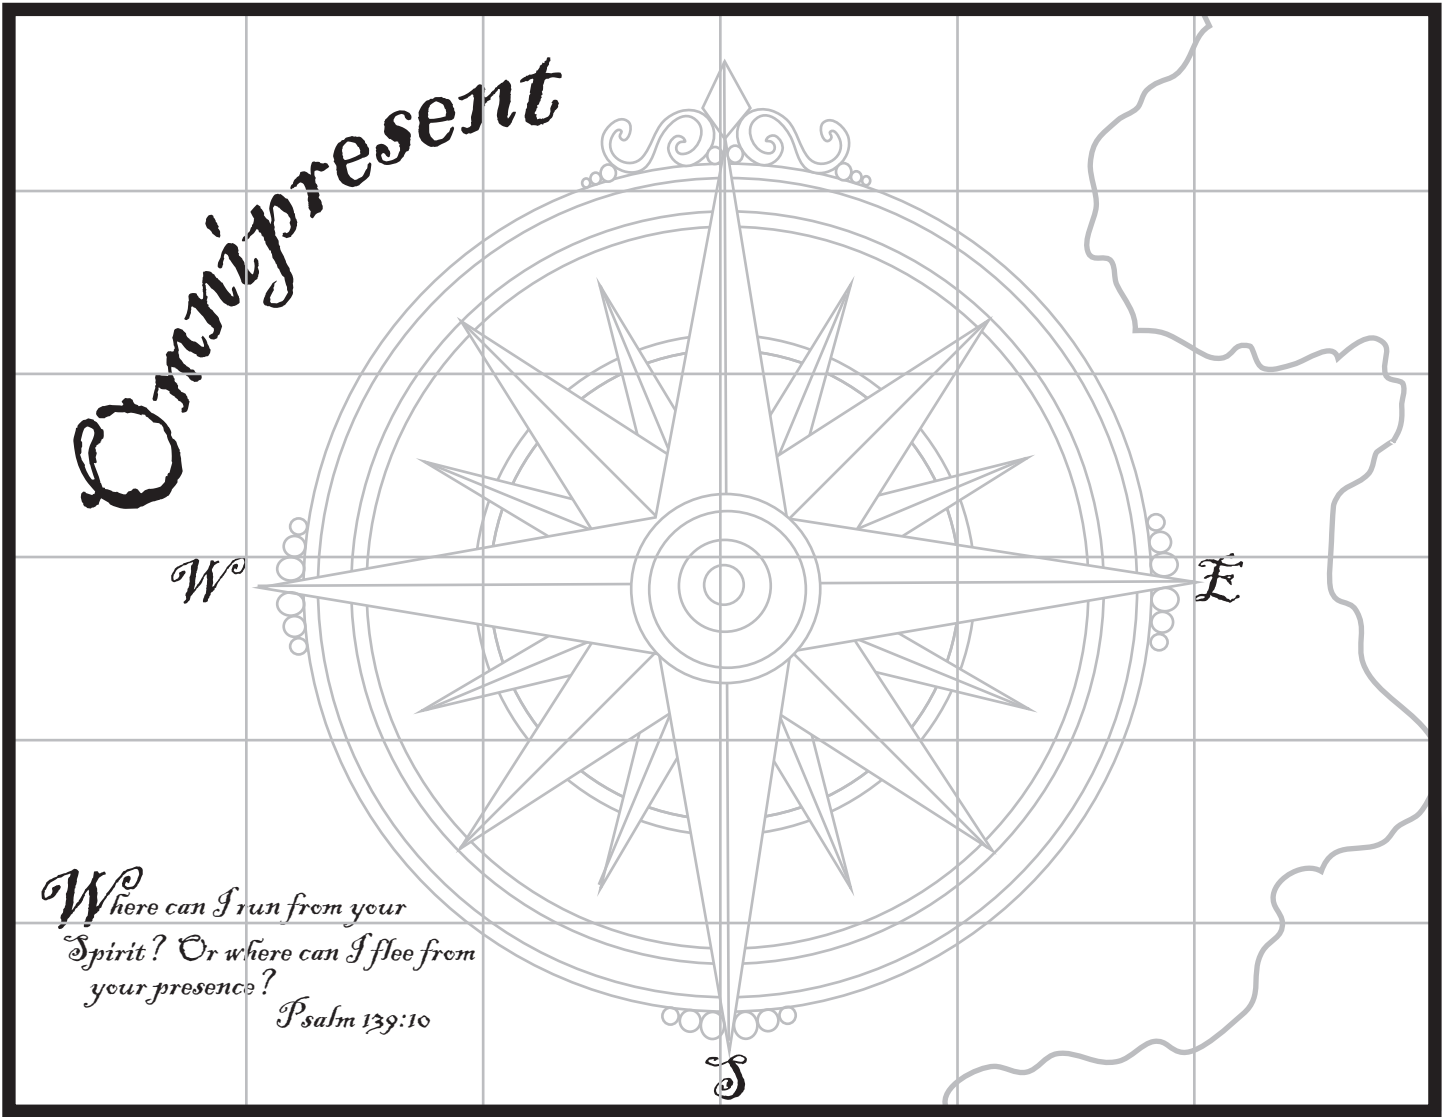 Omnipresent
W
E
Where can I run from your
Spirit? Or where can I flee from
your presence?
Psalm 139:10
S